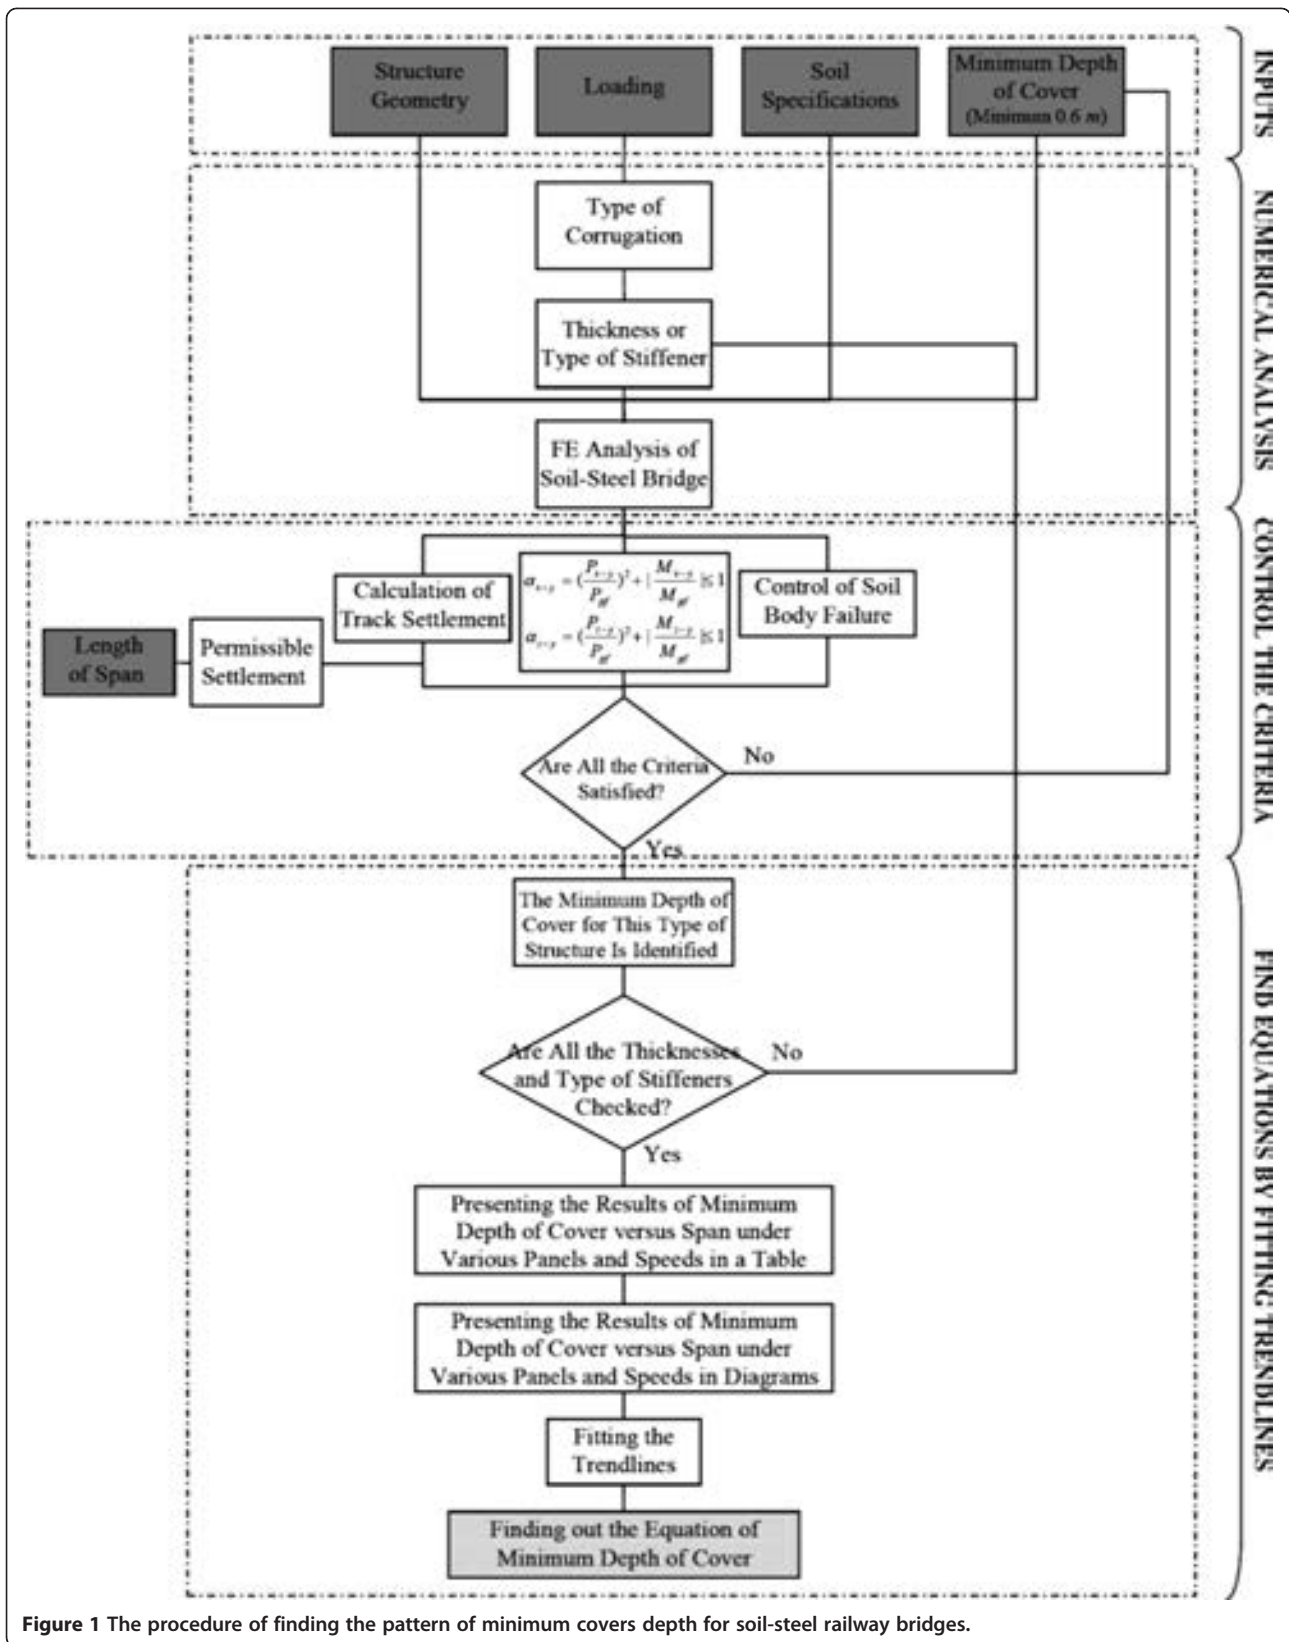 Structure
Geometry
Loading
Soil
Specifications
Minimum Depth
of Cover
(Minimum 0.6 m)
INPUTS
Type of
Corrugation
Thickness or
Type of Stiffener
FE Analysis of
Soil-Steel Bridge
NUMERICAL ANALYSIS
Length
of Span
Permissible
Settlement
Calculation of
Track Settlement
Control of Soil
Body Failure
Are All the Criteria
Satisfied?
No
Yes
CONTROL THE CRITERIA
The Minimum Depth of
Cover for This Type of
Structure Is Identified
Are All the Thicknesses
and Type of Stiffeners
Checked?
No
Yes
Presenting the Results of Minimum
Depth of Cover versus Span under
Various Panels and Speeds in a Table
Presenting the Results of Minimum
Depth of Cover versus Span under
Various Panels and Speeds in Diagrams
Fitting the
Trendlines
Finding out the Equation of
Minimum Depth of Cover
FIND EQUATIONS BY FITTING TRENDLINES
Figure 1 The procedure of finding the pattern of minimum covers depth for soil-steel railway bridges.